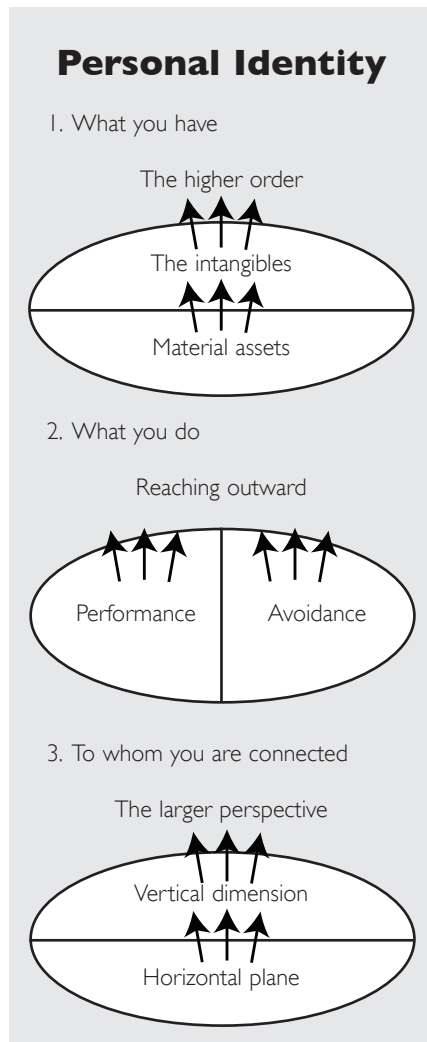 Personal Identity
1. What you have
The higher order
The intangibles
Material assets
2. What you do
Reaching outward
Performance Avoidance
3. To whom you are connected
The larger perspective
Vertical dimension
Horizontal plane